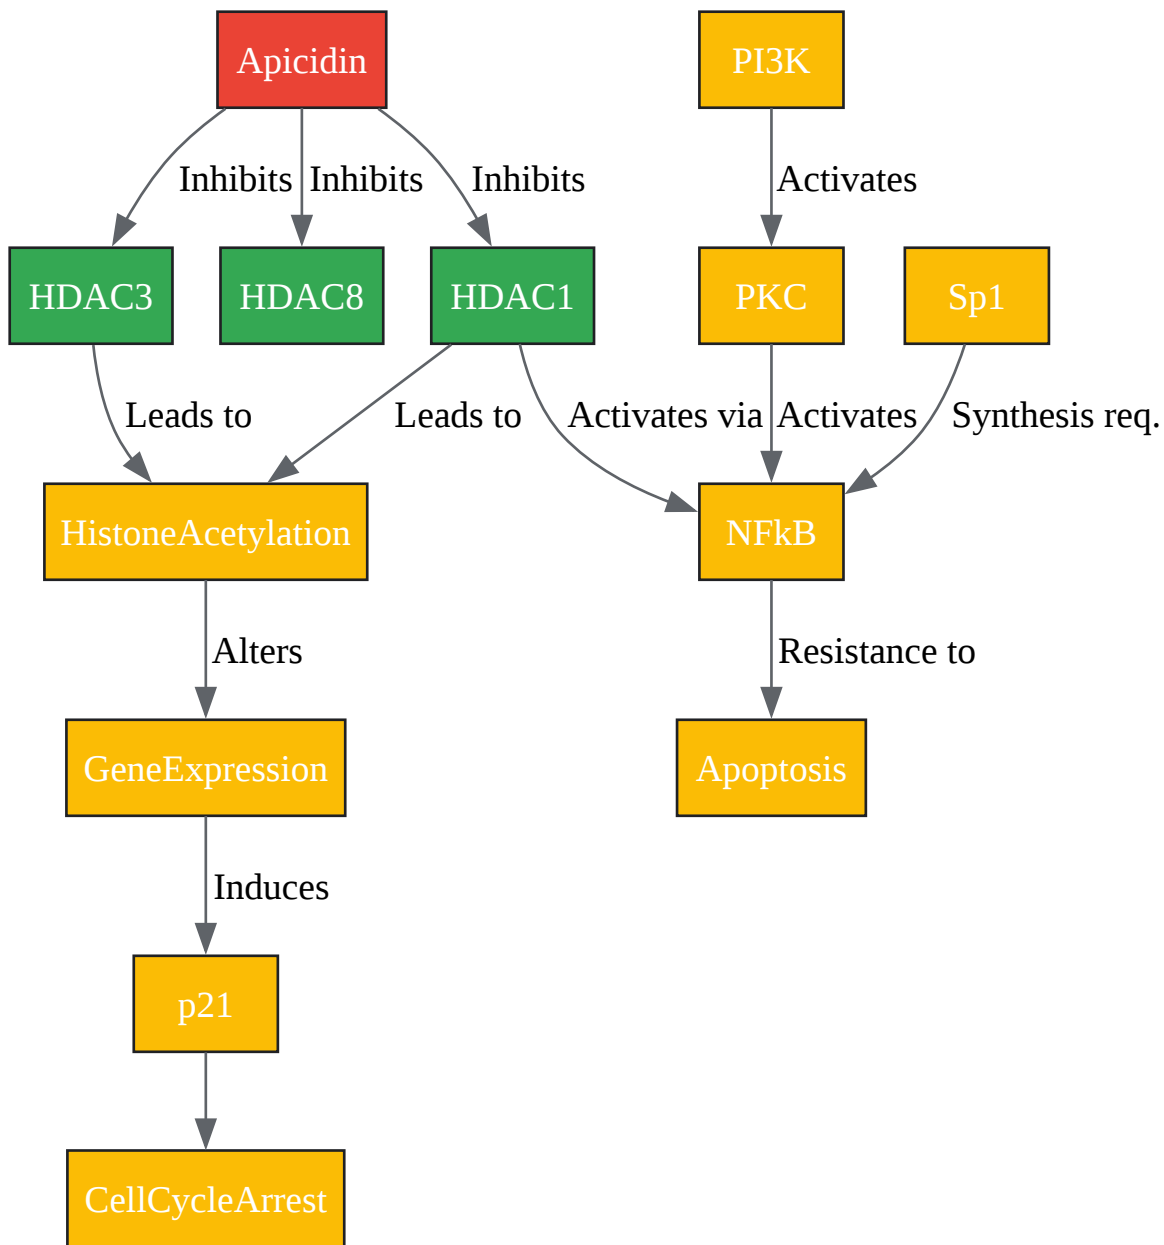 Apicidin
PI3K
Inhibits
Inhibits
Inhibits
Activates
HDAC3
HDAC8
HDAC1
PKC
Sp1
Leads to
Leads to
Activates via
Activates
Synthesis req.
HistoneAcetylation
NFkB
Alters
Resistance to
GeneExpression
Apoptosis
Induces
p21
CellCycleArrest